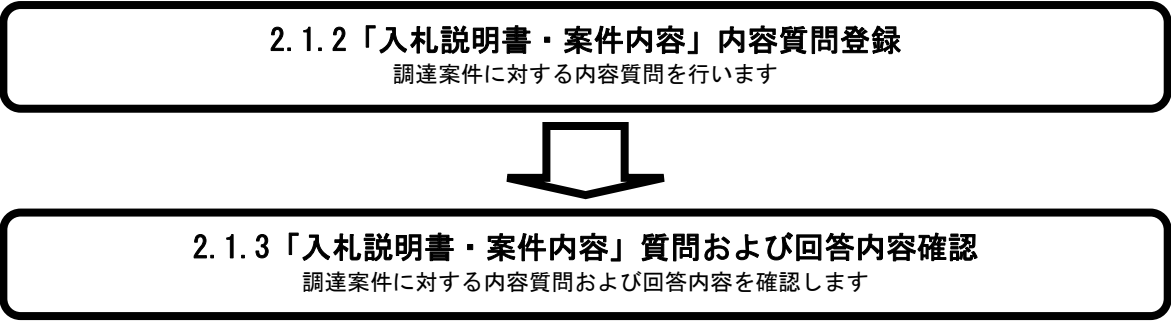 2.1.2「入札説明書・案件内容」内容質問登録
調達案件に対する内容質問を行います
2.1.3「入札説明書・案件内容」質問および回答内容確認
調達案件に対する内容質問および回答内容を確認します